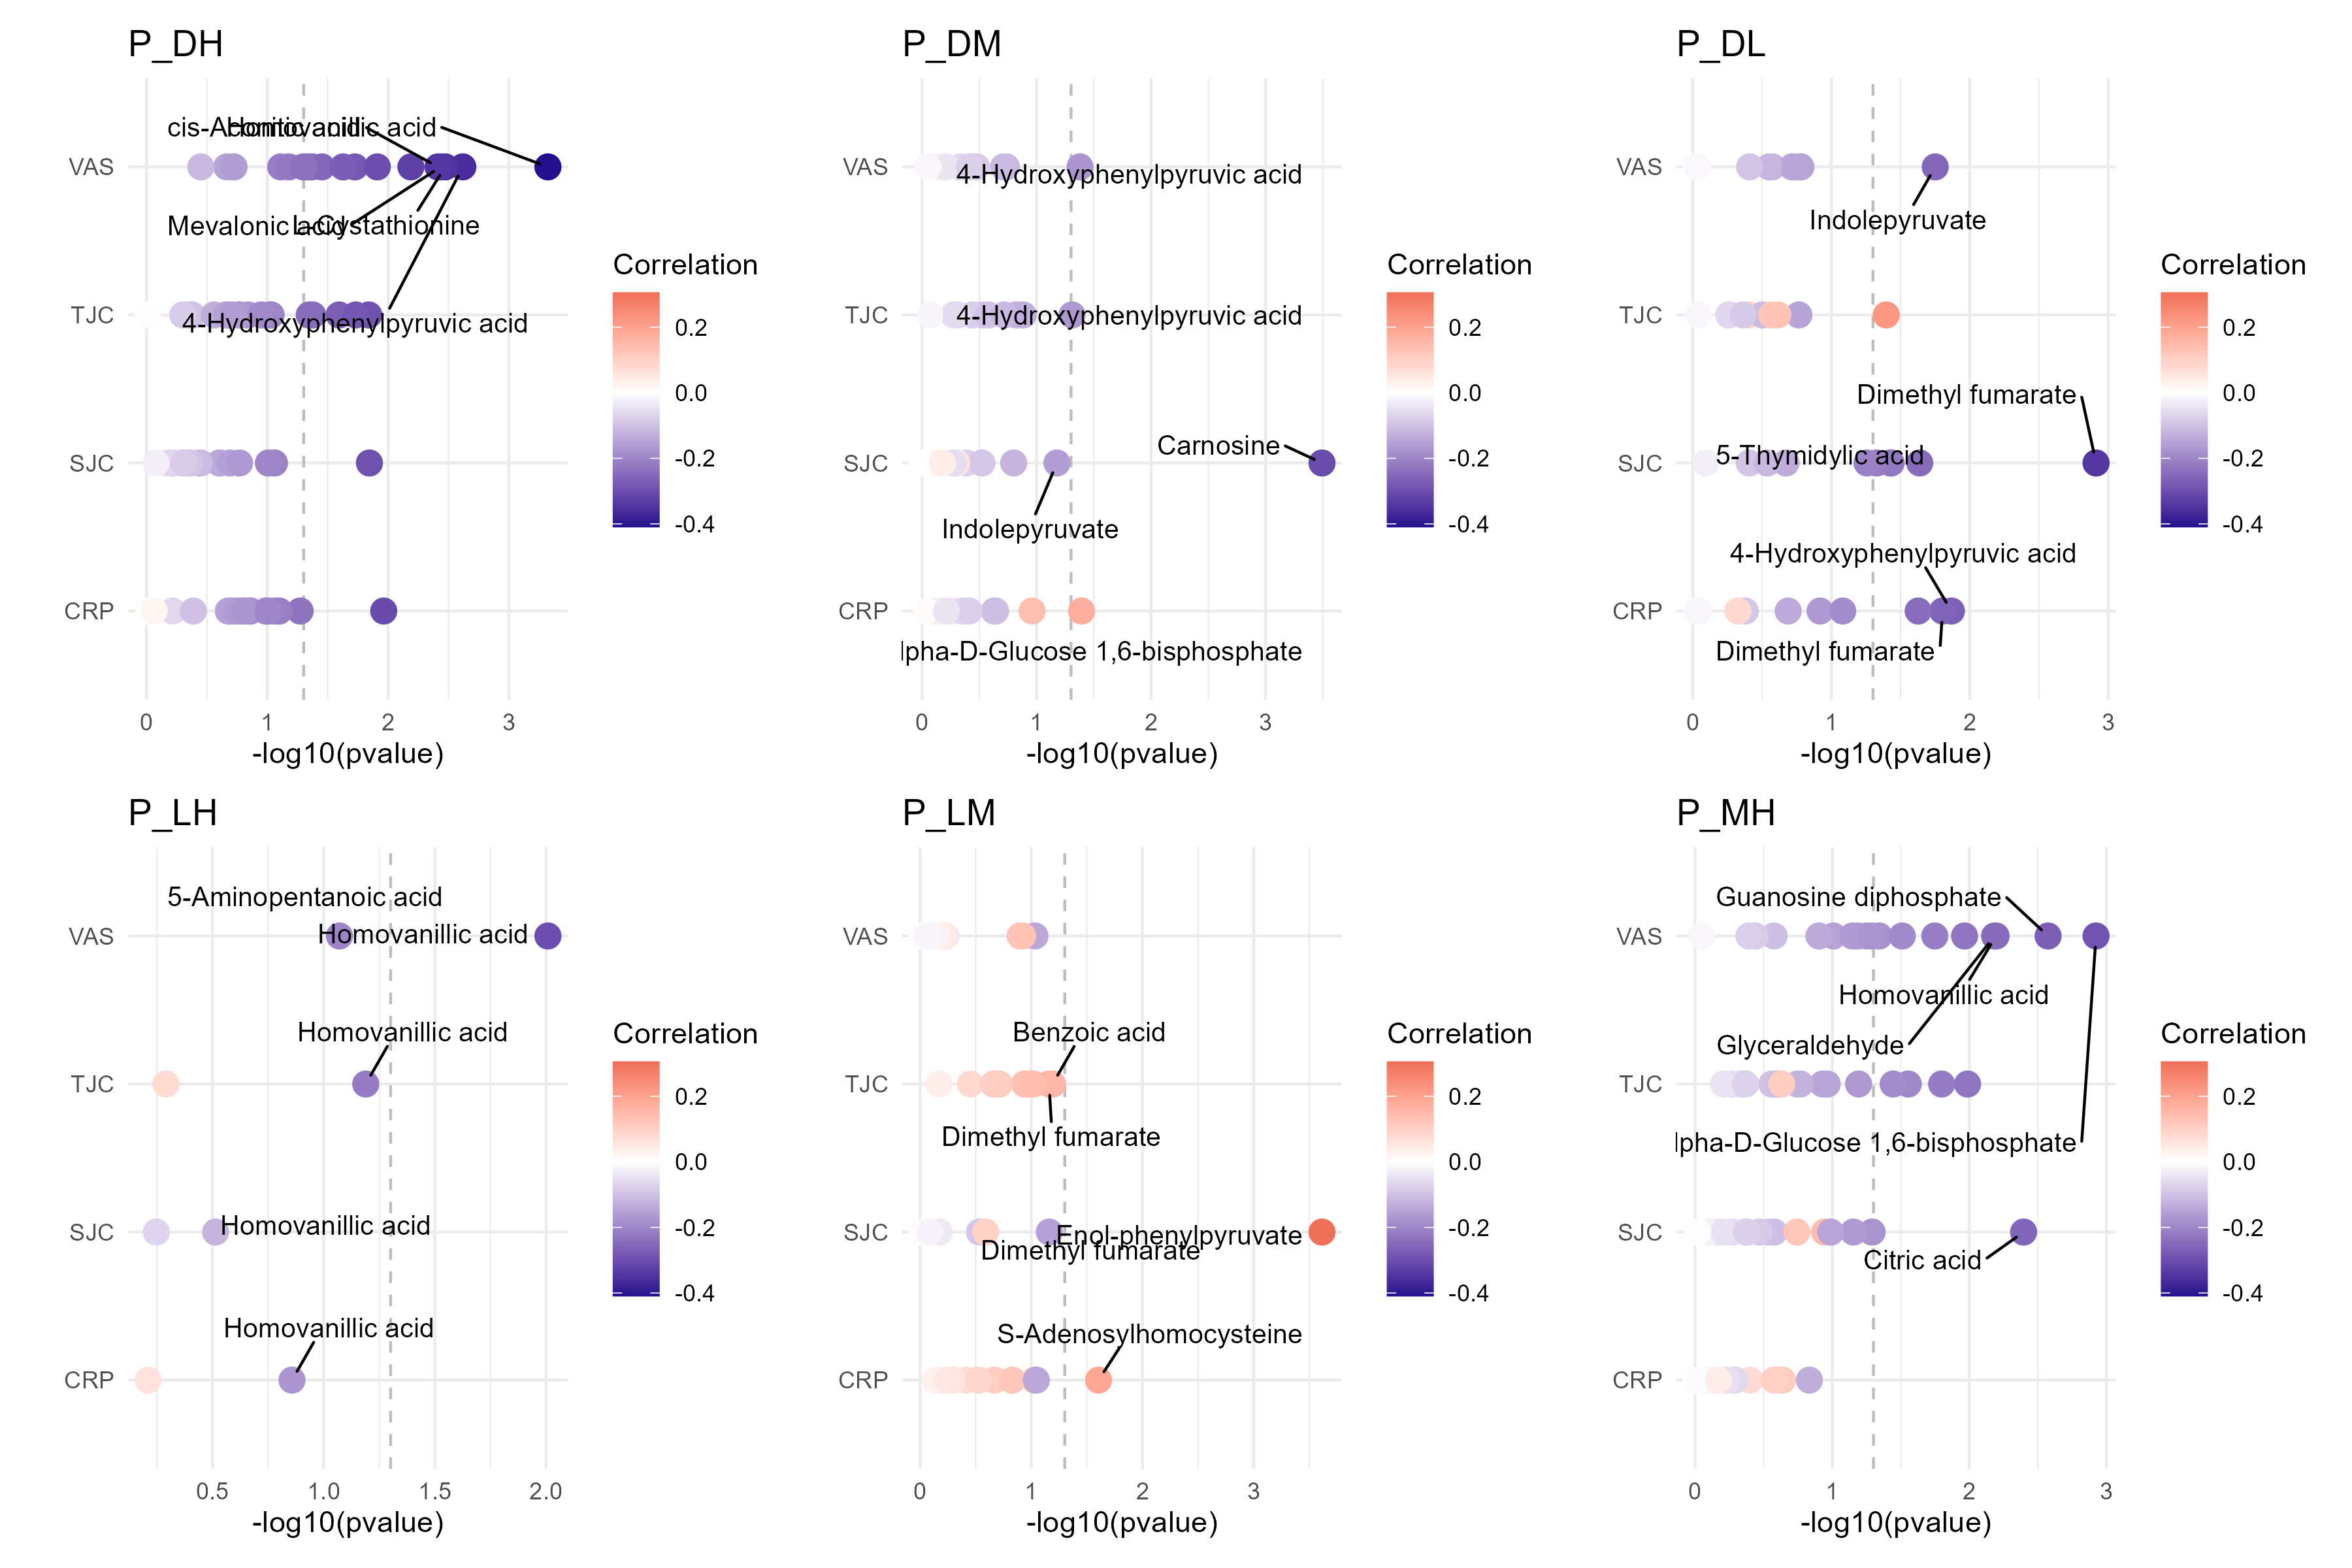 P_DH
cis-Aconitic acid
Homovanillic acid
VAS
Mevalonic acid
L-Cystathionine
TJC
4-Hydroxyphenylpyruvic acid
SJC
CRP
0 1 2 3
-log10(pvalue)
Correlation
0.2
0.0
-0.2
-0.4
P_DM
VAS
4-Hydroxyphenylpyruvic acid
TJC
4-Hydroxyphenylpyruvic acid
Carnosine
SJC
Indolepyruvate
CRP
lpha-D-Glucose 1,6-bisphosphate
0 1 2 3
-log10(pvalue)
Correlation
0.2
0.0
-0.2
-0.4
P_DL
VAS
Indolepyruvate
TJC
Dimethyl fumarate
5-Thymidylic acid
SJC
4-Hydroxyphenylpyruvic acid
CRP
Dimethyl fumarate
0 1 2 3
-log10(pvalue)
Correlation
0.2
0.0
-0.2
-0.4
P_LH
5-Aminopentanoic acid
VAS
Homovanillic acid
Homovanillic acid
TJC
SJC
Homovanillic acid
Homovanillic acid
CRP
0.5 1.0 1.5 2.0
-log10(pvalue)
Correlation
0.2
0.0
-0.2
-0.4
P_LM
VAS
Benzoic acid
TJC
Dimethyl fumarate
SJC
Enol-phenylpyruvate
Dimethyl fumarate
S-Adenosylhomocysteine
CRP
0 1 2 3
-log10(pvalue)
Correlation
0.2
0.0
-0.2
-0.4
P_MH
Guanosine diphosphate
VAS
Homovanillic acid
Glyceraldehyde
TJC
lpha-D-Glucose 1,6-bisphosphate
SJC
Citric acid
CRP
0 1 2 3
-log10(pvalue)
Correlation
0.2
0.0
-0.2
-0.4